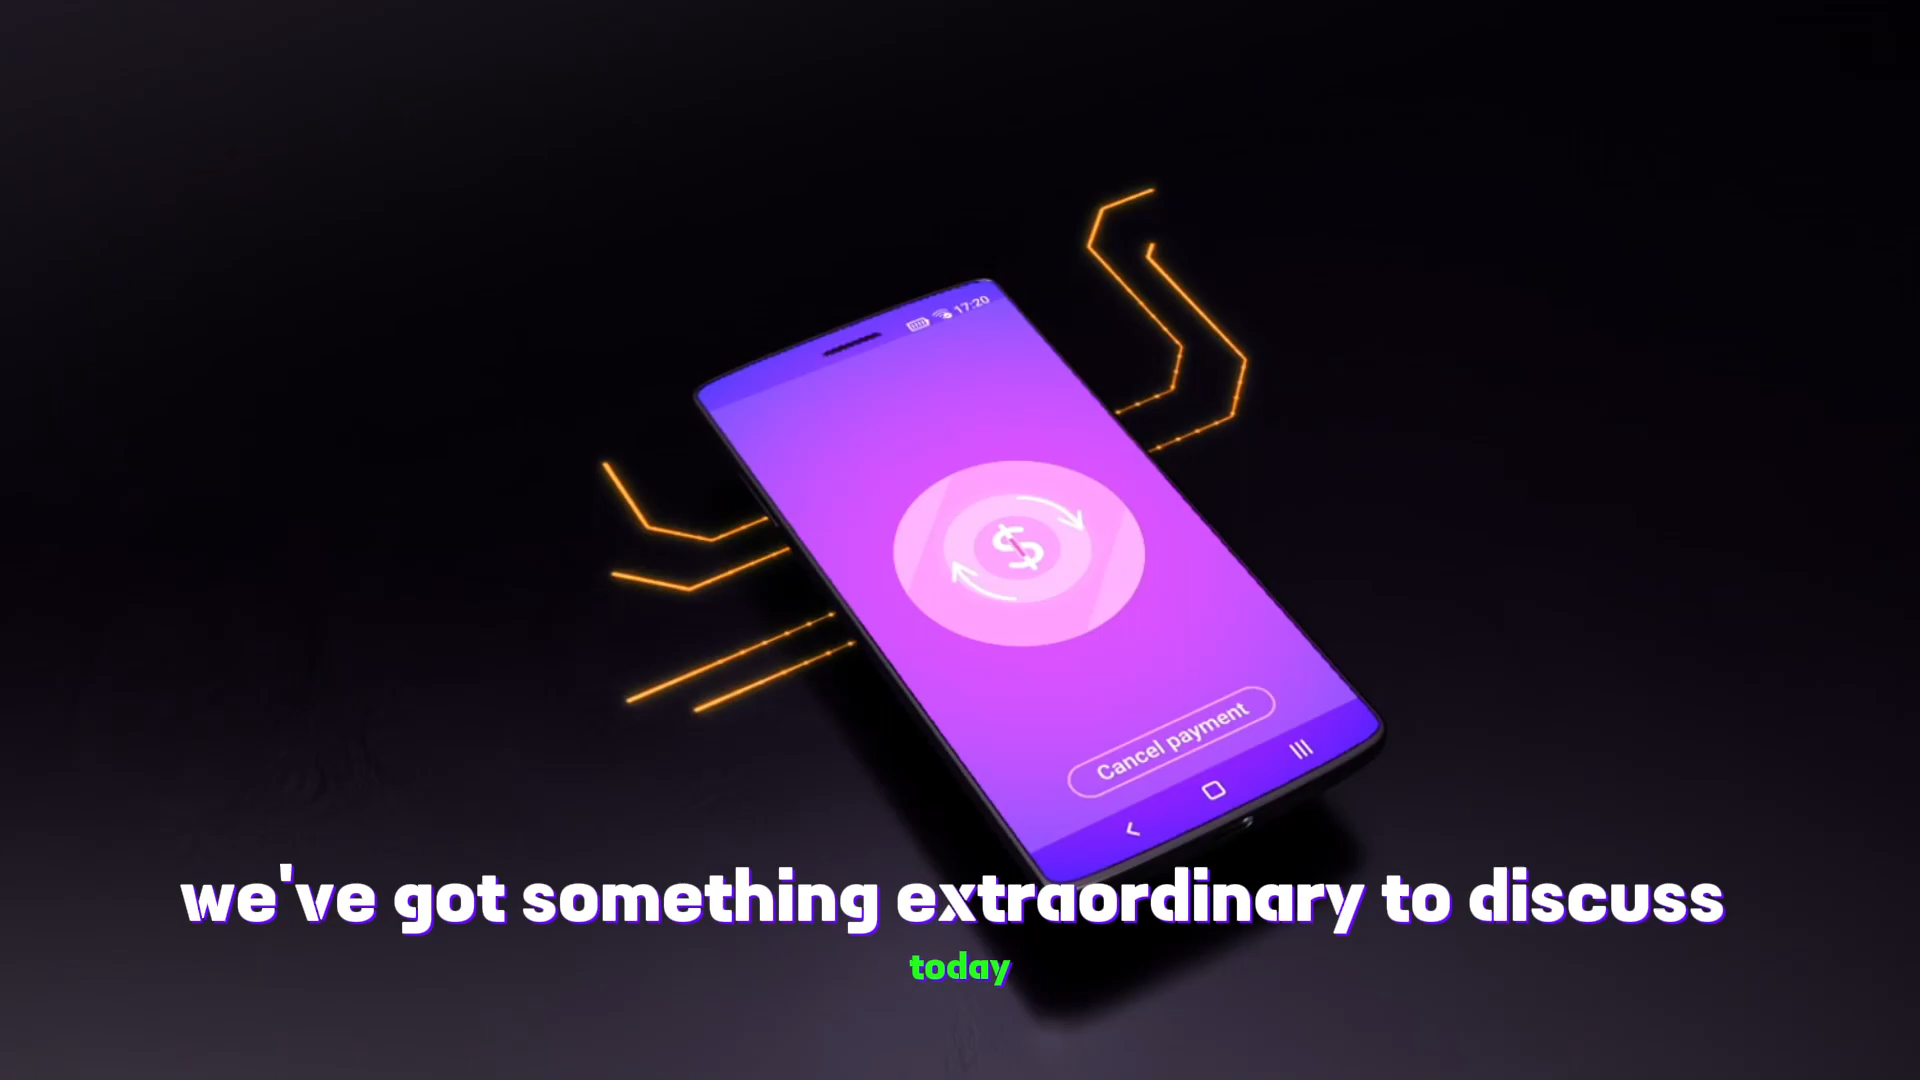 17:20
$
Cancel payment
we've got something extraordinary to discuss
today